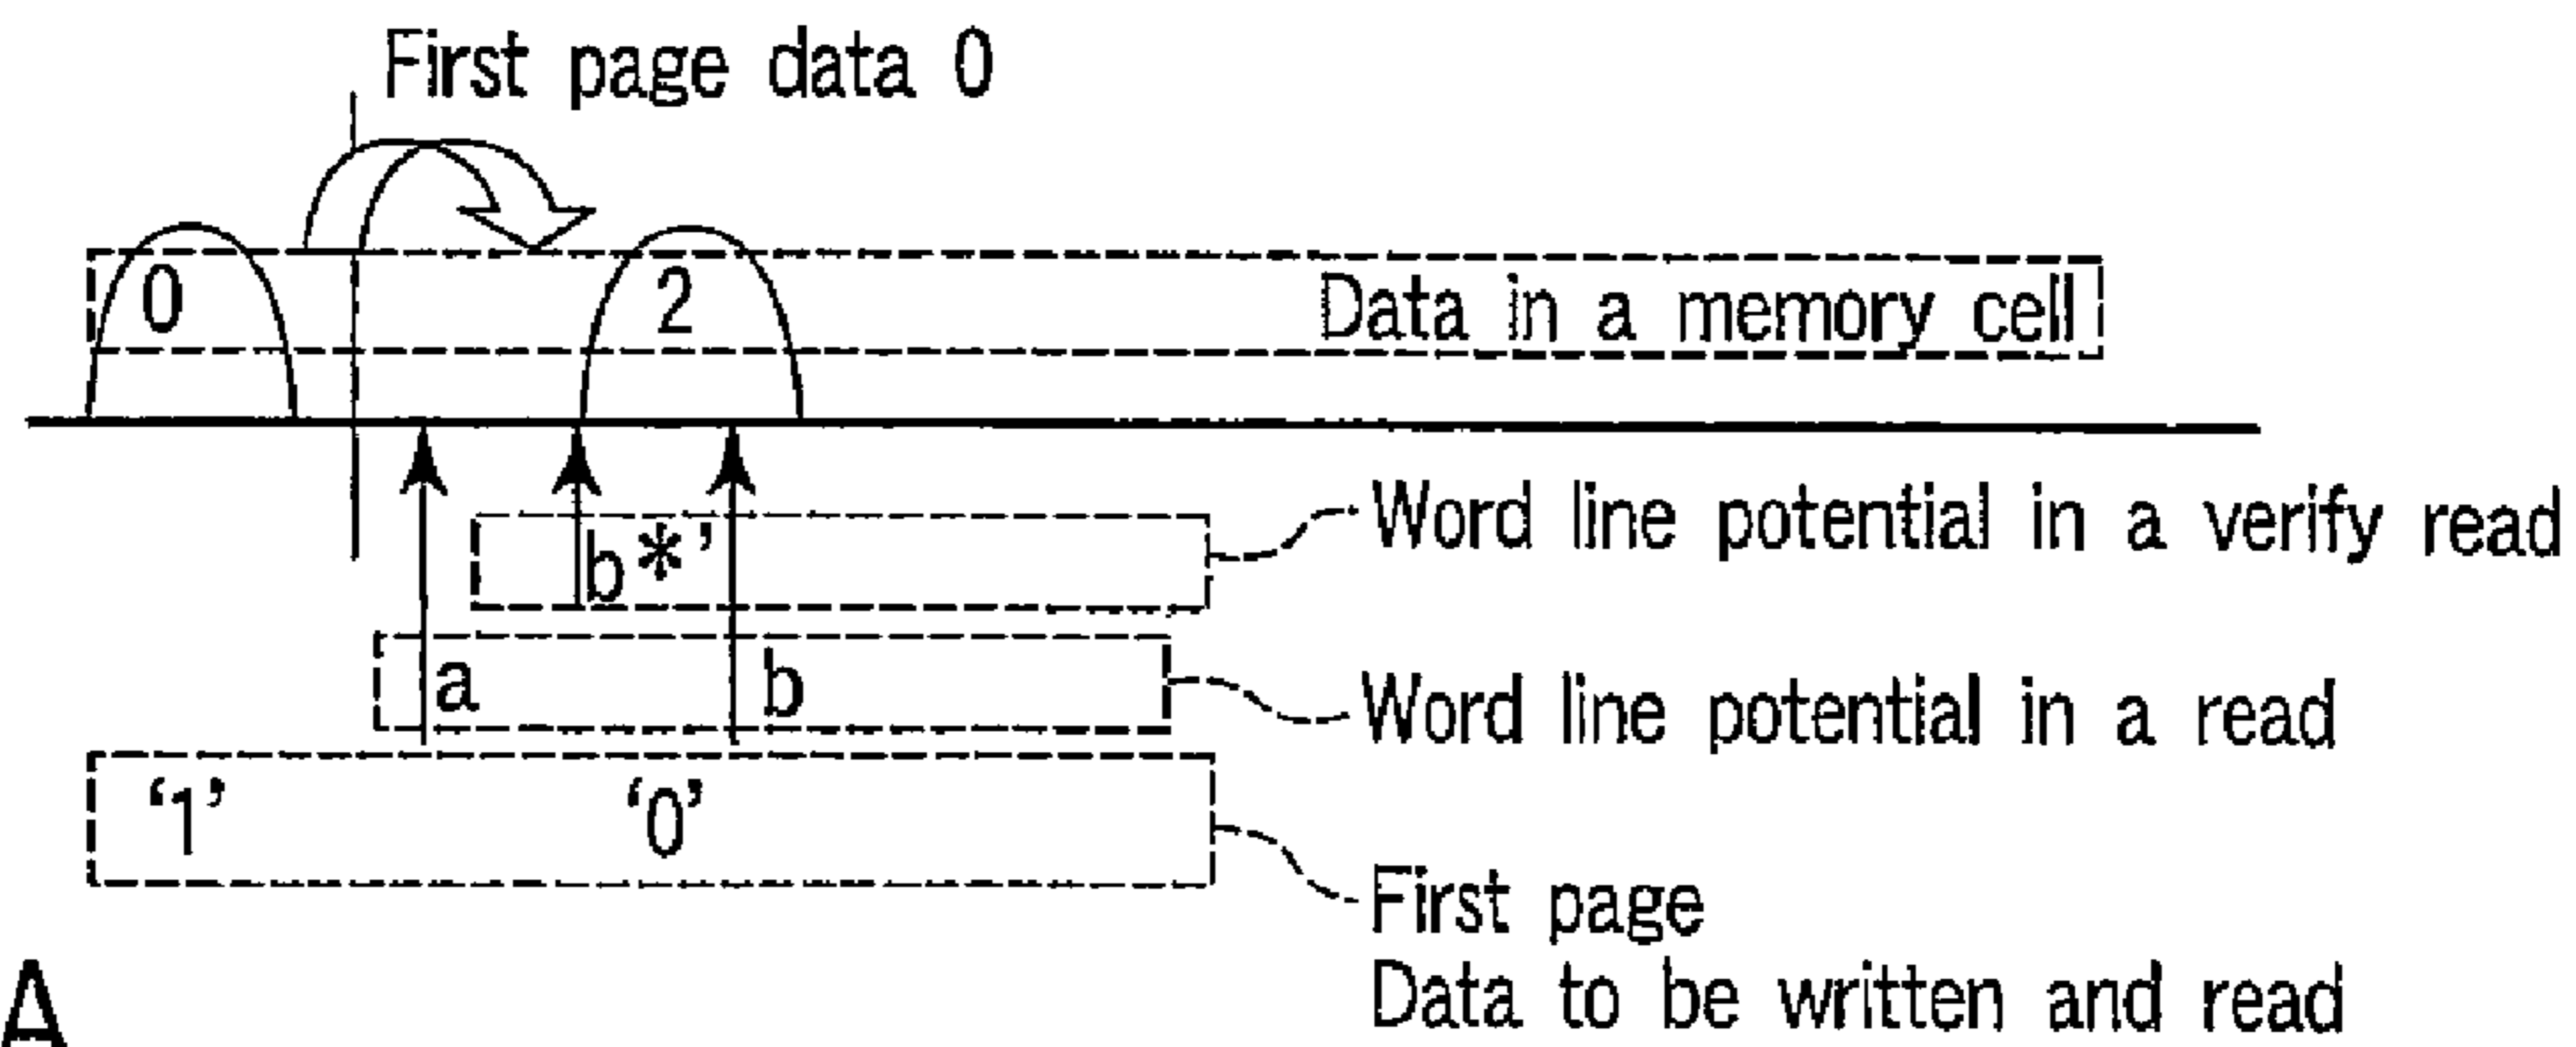 First page data 0
0 2 Data in a memory cell
b*’ Word line potential in a verify read
a b Word line potential in a read
‘1’ ‘0’
First page
Data to be written and read
A